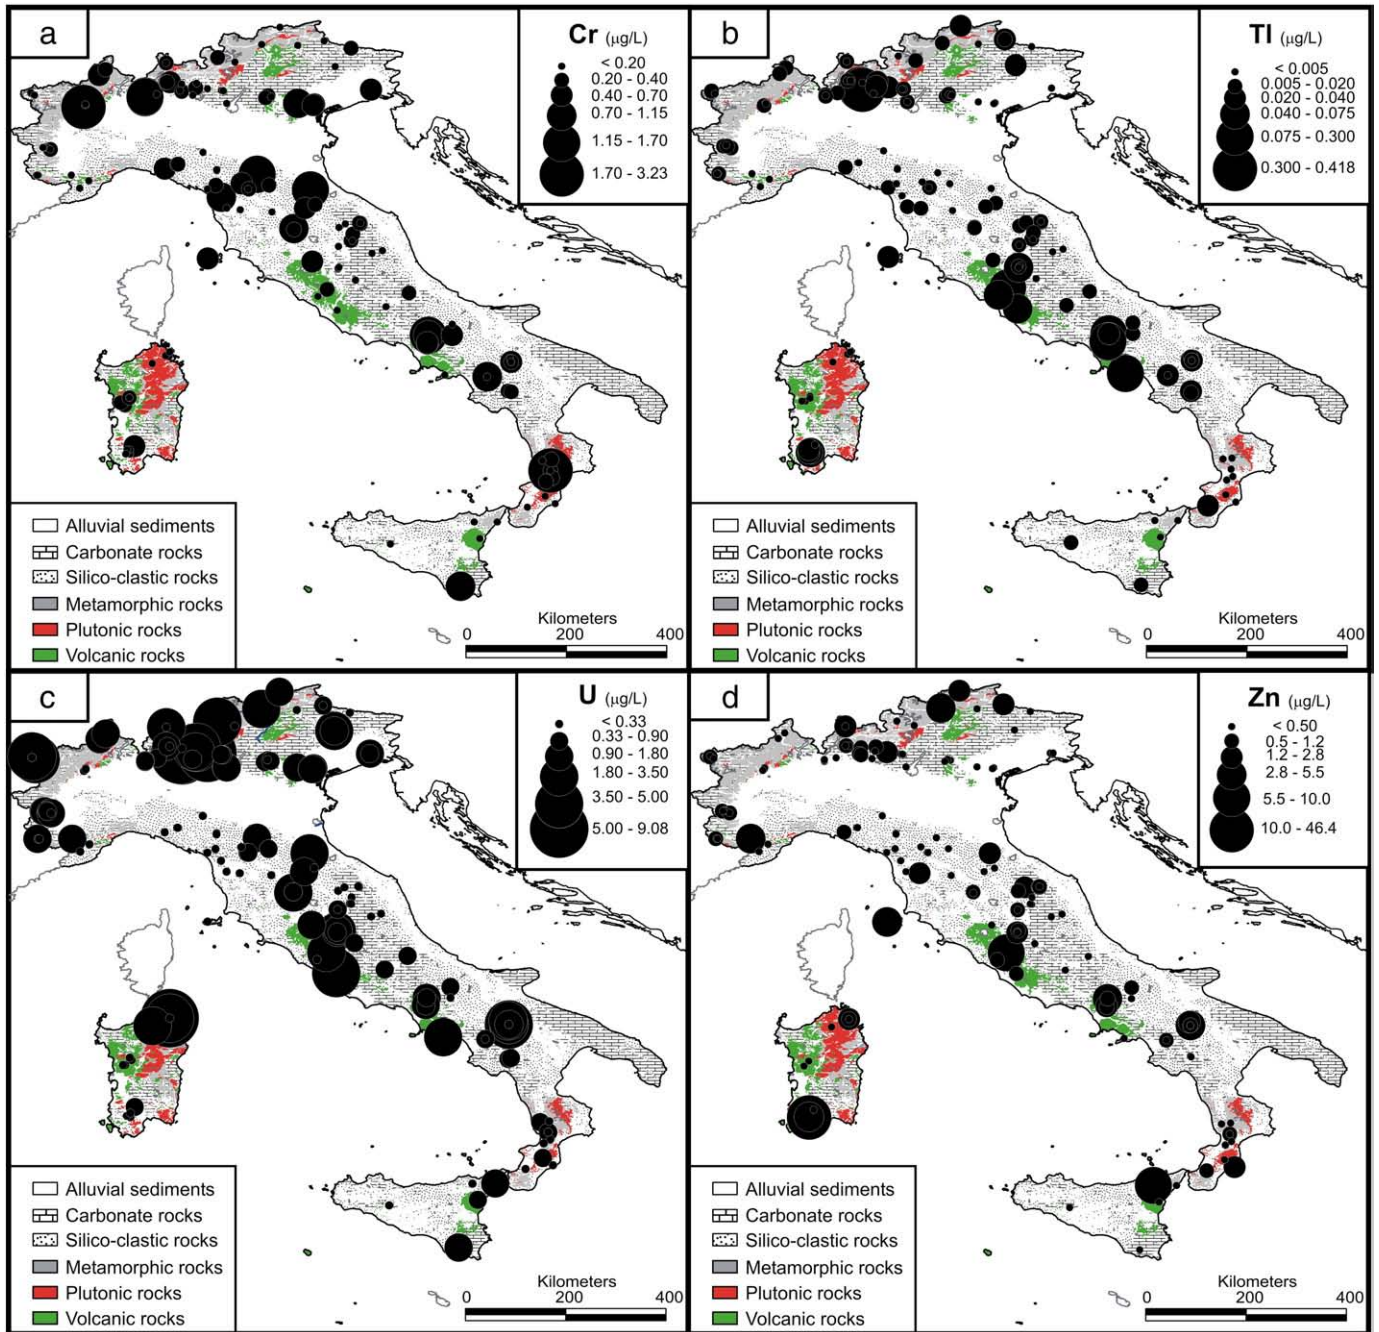 a
Cr (µg/L)
< 0.20
0.20 - 0.40
0.40 - 0.70
0.70 - 1.15
1.15 - 1.70
1.70 - 3.23
Alluvial sediments
Carbonate rocks
Silico-clastic rocks
Metamorphic rocks
Plutonic rocks
Volcanic rocks
Kilometers
0 200 400
b
Tl (µg/L)
< 0.005
0.005 - 0.020
0.020 - 0.040
0.040 - 0.075
0.075 - 0.300
0.300 - 0.418
Alluvial sediments
Carbonate rocks
Silico-clastic rocks
Metamorphic rocks
Plutonic rocks
Volcanic rocks
Kilometers
0 200 400
c
U (µg/L)
< 0.33
0.33 - 0.90
0.90 - 1.80
1.80 - 3.50
3.50 - 5.00
5.00 - 9.08
Alluvial sediments
Carbonate rocks
Silico-clastic rocks
Metamorphic rocks
Plutonic rocks
Volcanic rocks
Kilometers
0 200 400
d
Zn (µg/L)
< 0.50
0.5 - 1.2
1.2 - 2.8
2.8 - 5.5
5.5 - 10.0
10.0 - 46.4
Alluvial sediments
Carbonate rocks
Silico-clastic rocks
Metamorphic rocks
Plutonic rocks
Volcanic rocks
Kilometers
0 200 400